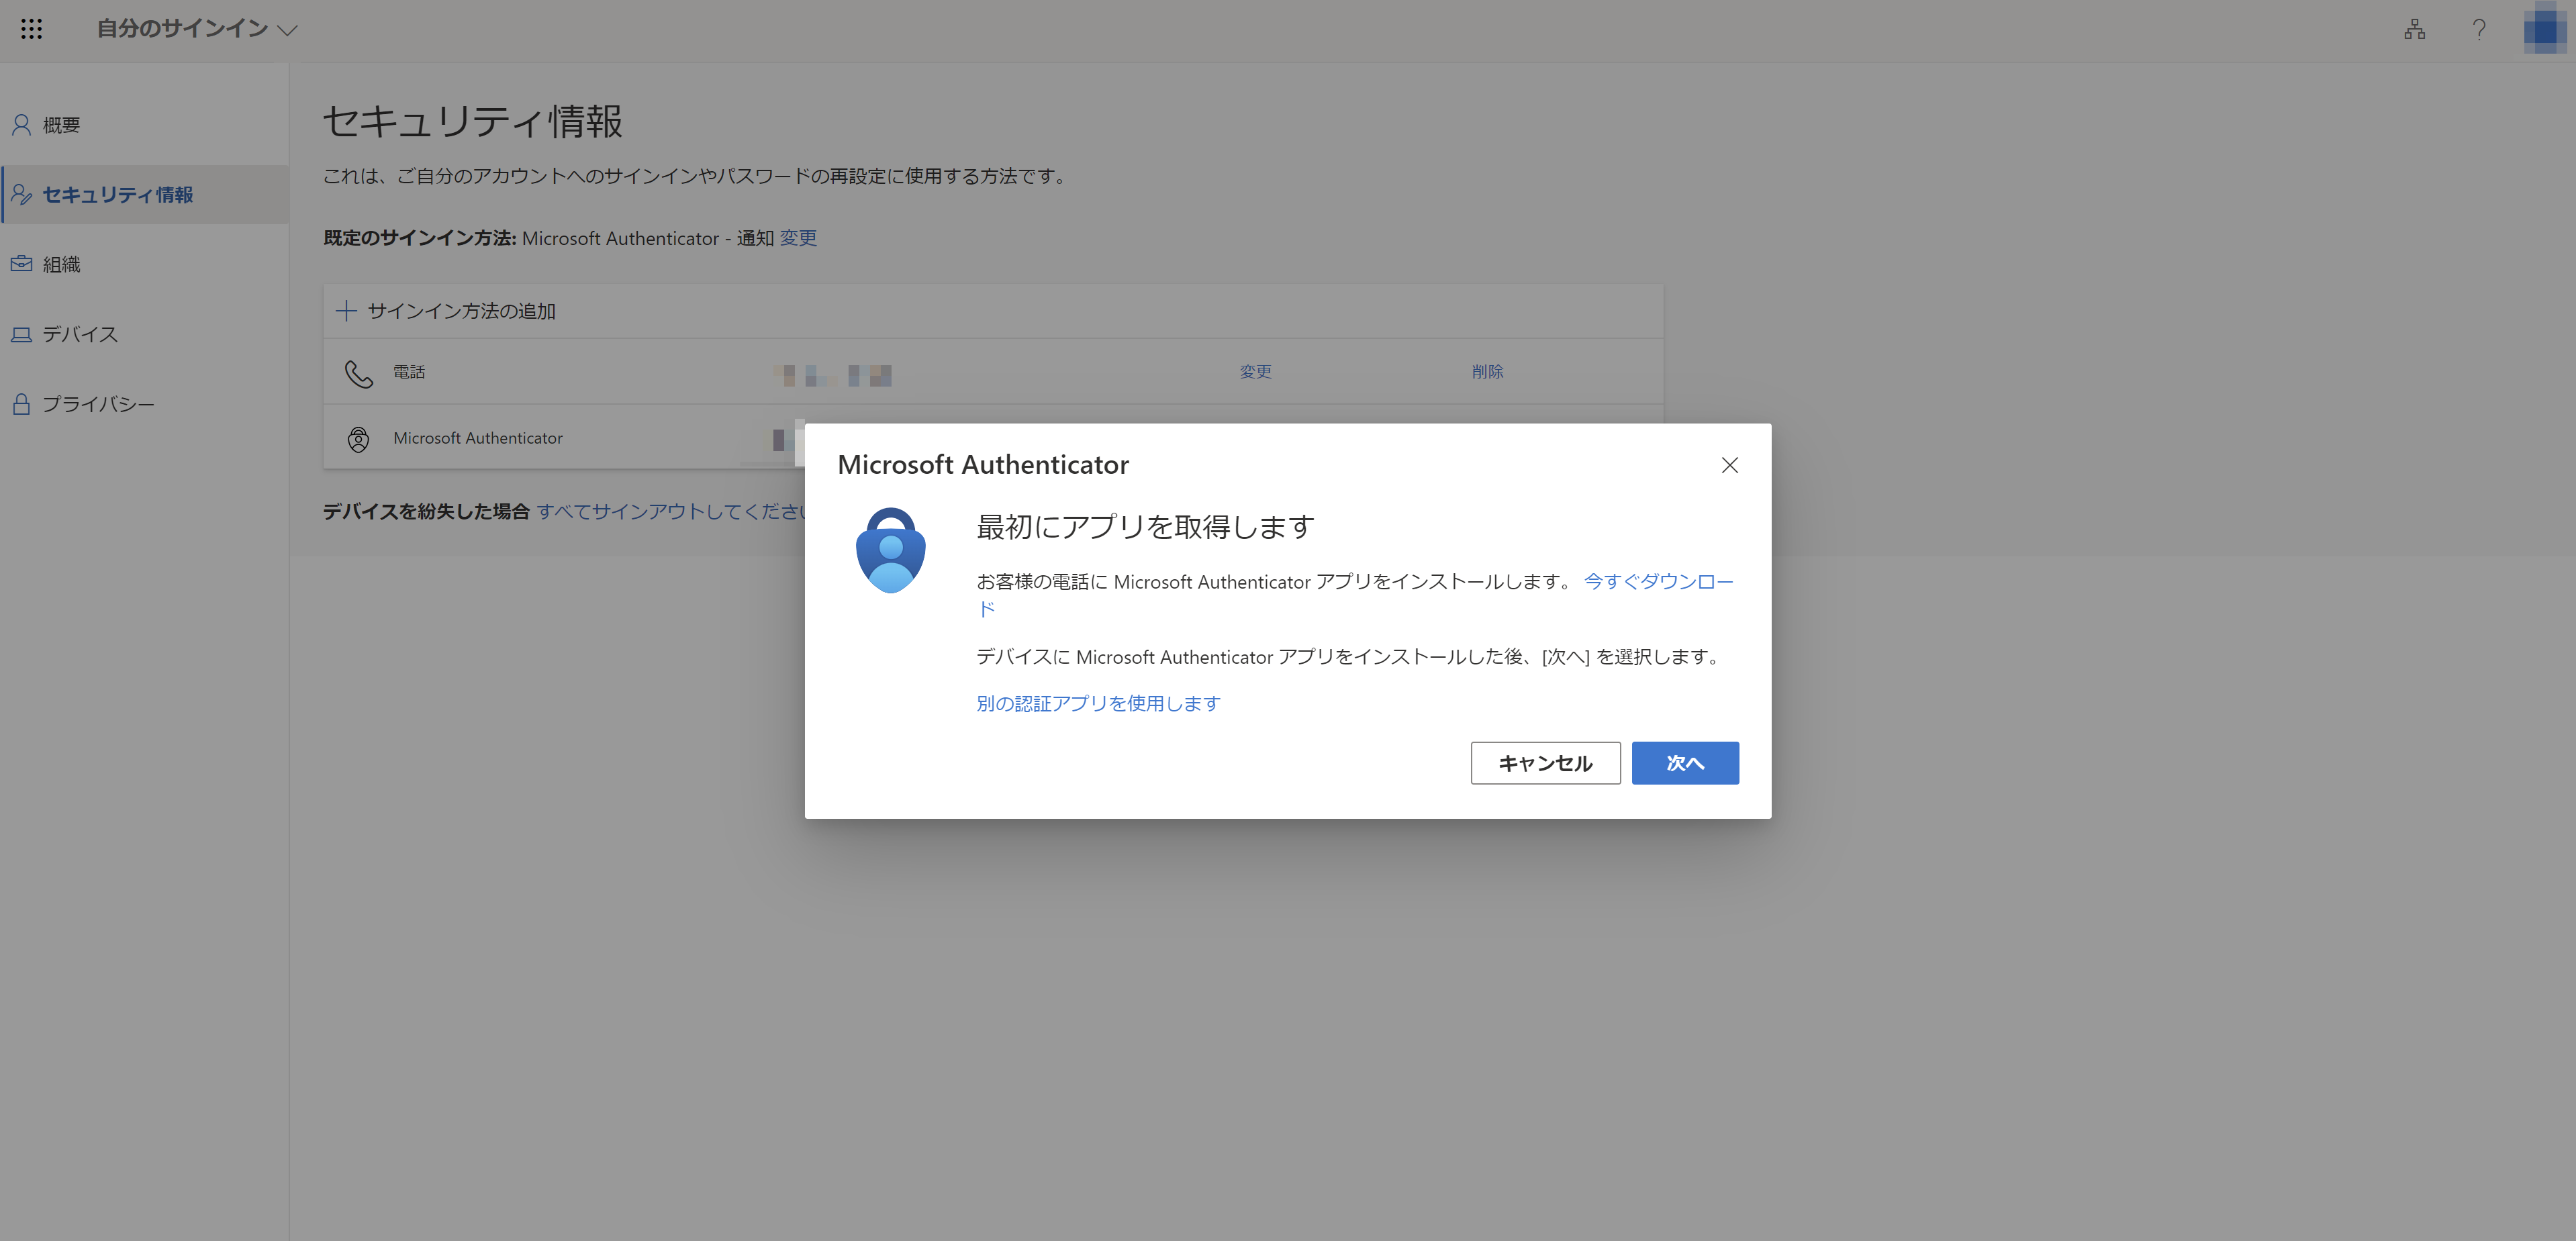 自分のサインイン
概要
セキュリティ情報
組織
デバイス
プライバシー
セキュリティ情報
これは、ご自分のアカウントへのサインインやパスワードの再設定に使用する方法です。
既定のサインイン方法: Microsoft Authenticator - 通知 変更
サインイン方法の追加
電話 変更 削除
Microsoft Authenticator
デバイスを紛失した場合 すべてサインアウトしてくださ
Microsoft Authenticator
最初にアプリを取得します
お客様の電話に Microsoft Authenticator アプリをインストールします。 今すぐダウンロー
ド
デバイスに Microsoft Authenticator アプリをインストールした後、[次へ] を選択します。
別の認証アプリを使用します
キャンセル 次へ